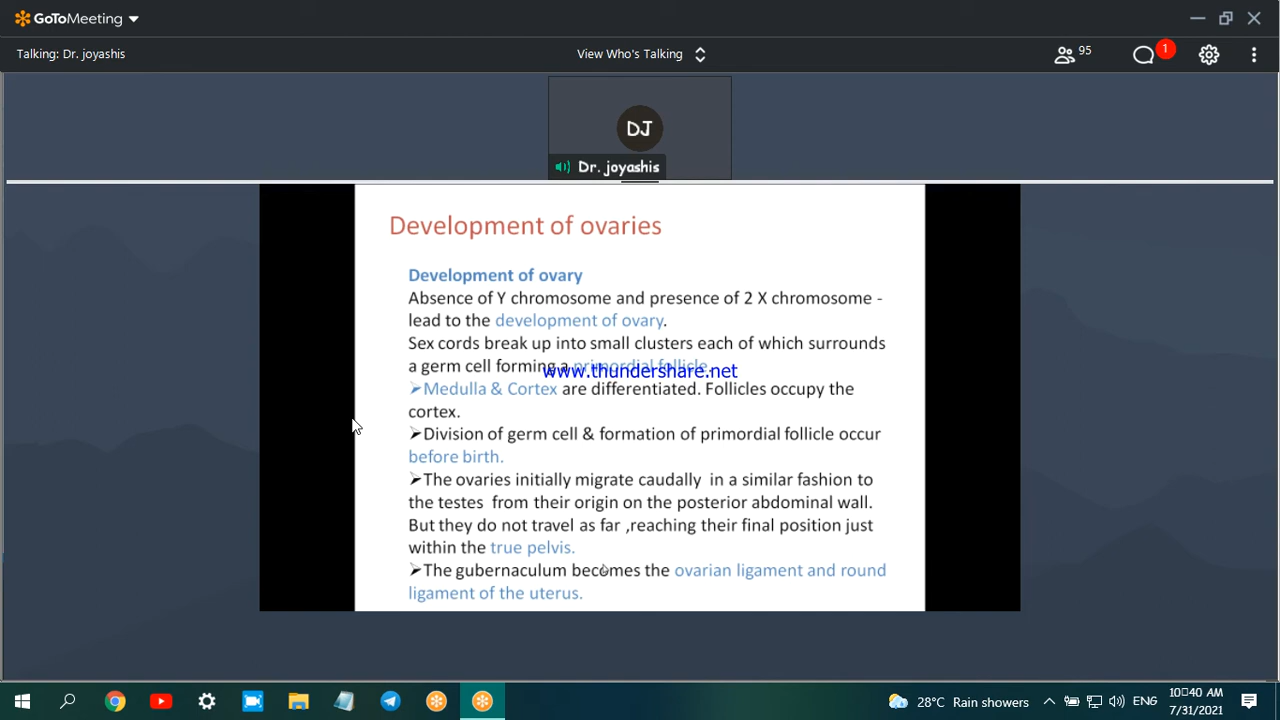 GoToMeeting
Talking: Dr. joyashis
View Who's Talking
95
1
DJ
Dr. joyashis
Development of ovaries
Development of ovary
Absence of Y chromosome and presence of 2 X chromosome -
lead to the development of ovary.
Sex cords break up into small clusters each of which surrounds
a germ cell forming a primordial follicle.
www.thundershare.net
➢Medulla & Cortex are differentiated. Follicles occupy the
cortex.
➢Division of germ cell & formation of primordial follicle occur
before birth.
➢The ovaries initially migrate caudally in a similar fashion to
the testes from their origin on the posterior abdominal wall.
But they do not travel as far ,reaching their final position just
within the true pelvis.
➢The gubernaculum becomes the ovarian ligament and round
ligament of the uterus.
28°C Rain showers
ENG
10:40 AM
7/31/2021